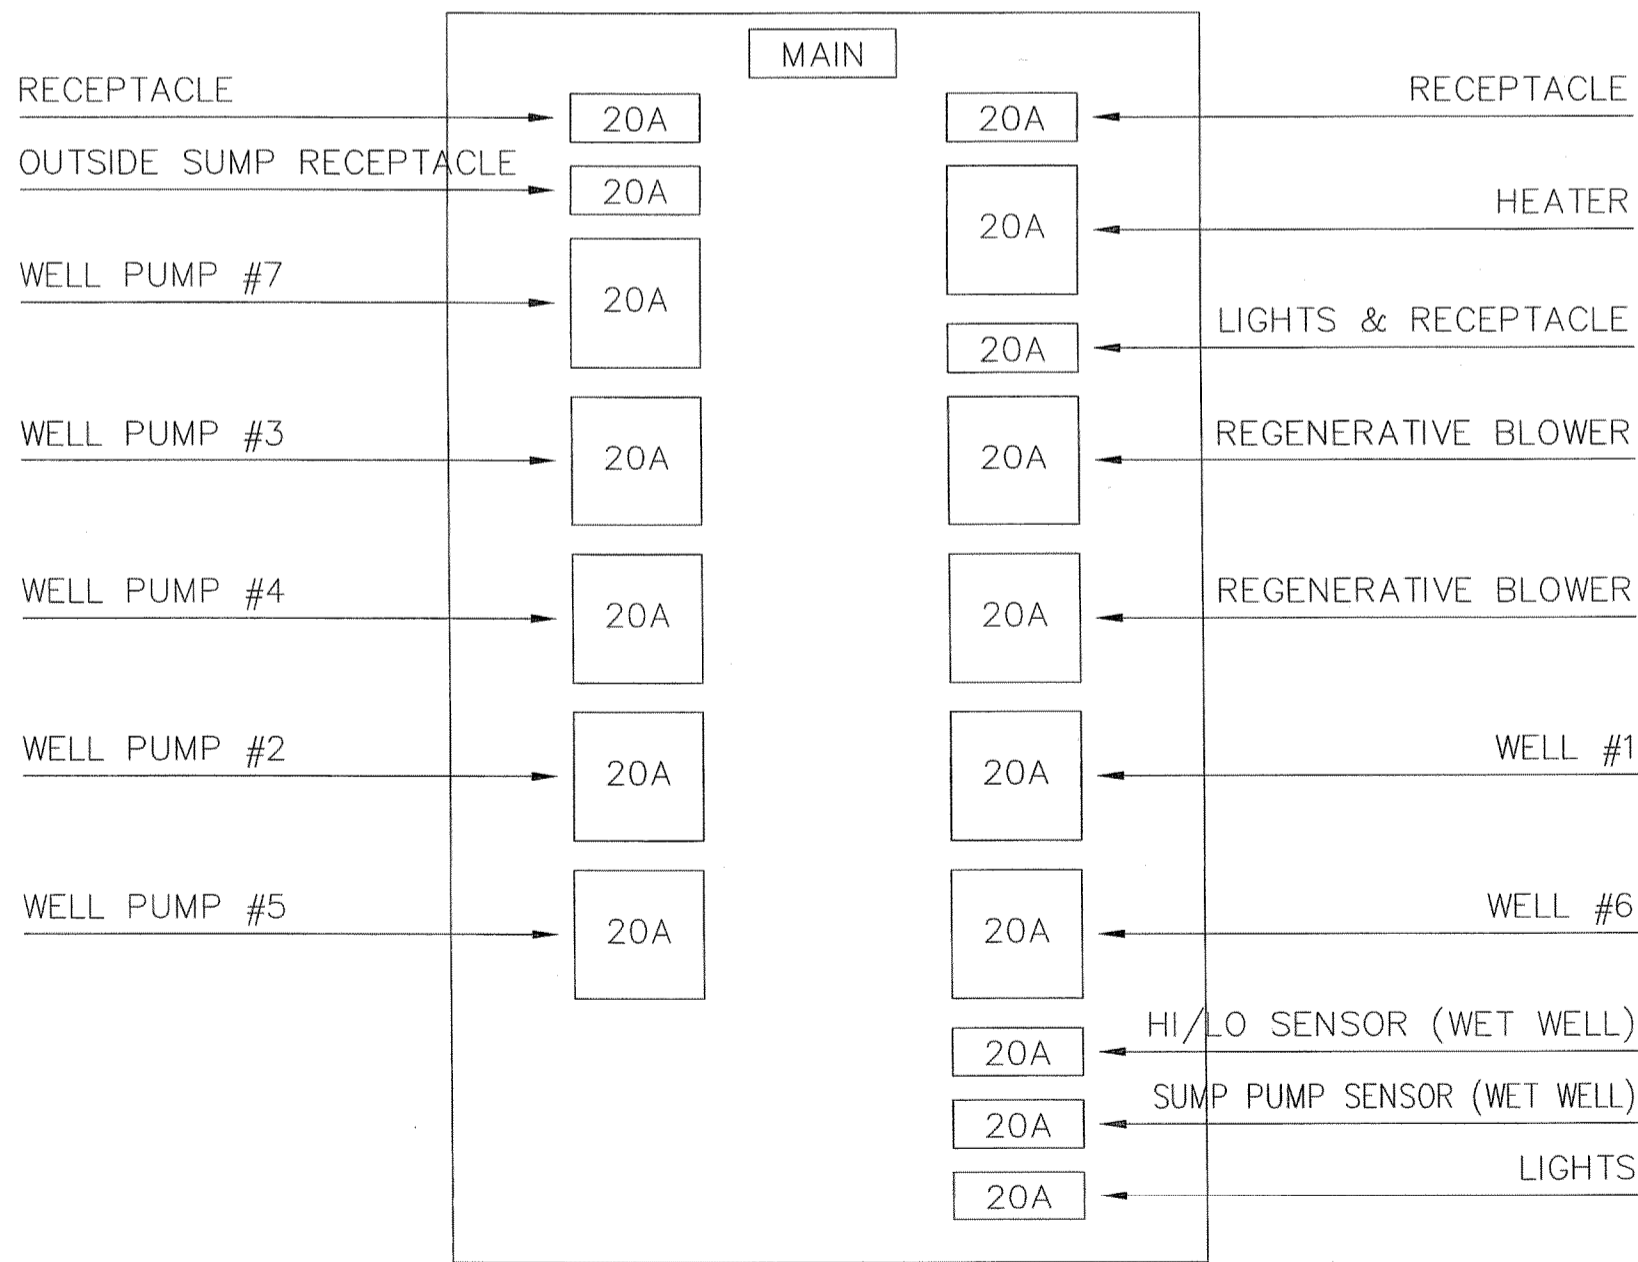 MAIN
RECEPTACLE
20A
OUTSIDE SUMP RECEPTACLE
20A
WELL PUMP #7
20A
WELL PUMP #3
20A
WELL PUMP #4
20A
WELL PUMP #2
20A
WELL PUMP #5
20A
20A
RECEPTACLE
20A
HEATER
20A
LIGHTS & RECEPTACLE
20A
REGENERATIVE BLOWER
20A
REGENERATIVE BLOWER
20A
WELL #1
20A
WELL #6
20A
HI/LO SENSOR (WET WELL)
20A
SUMP PUMP SENSOR (WET WELL)
20A
LIGHTS